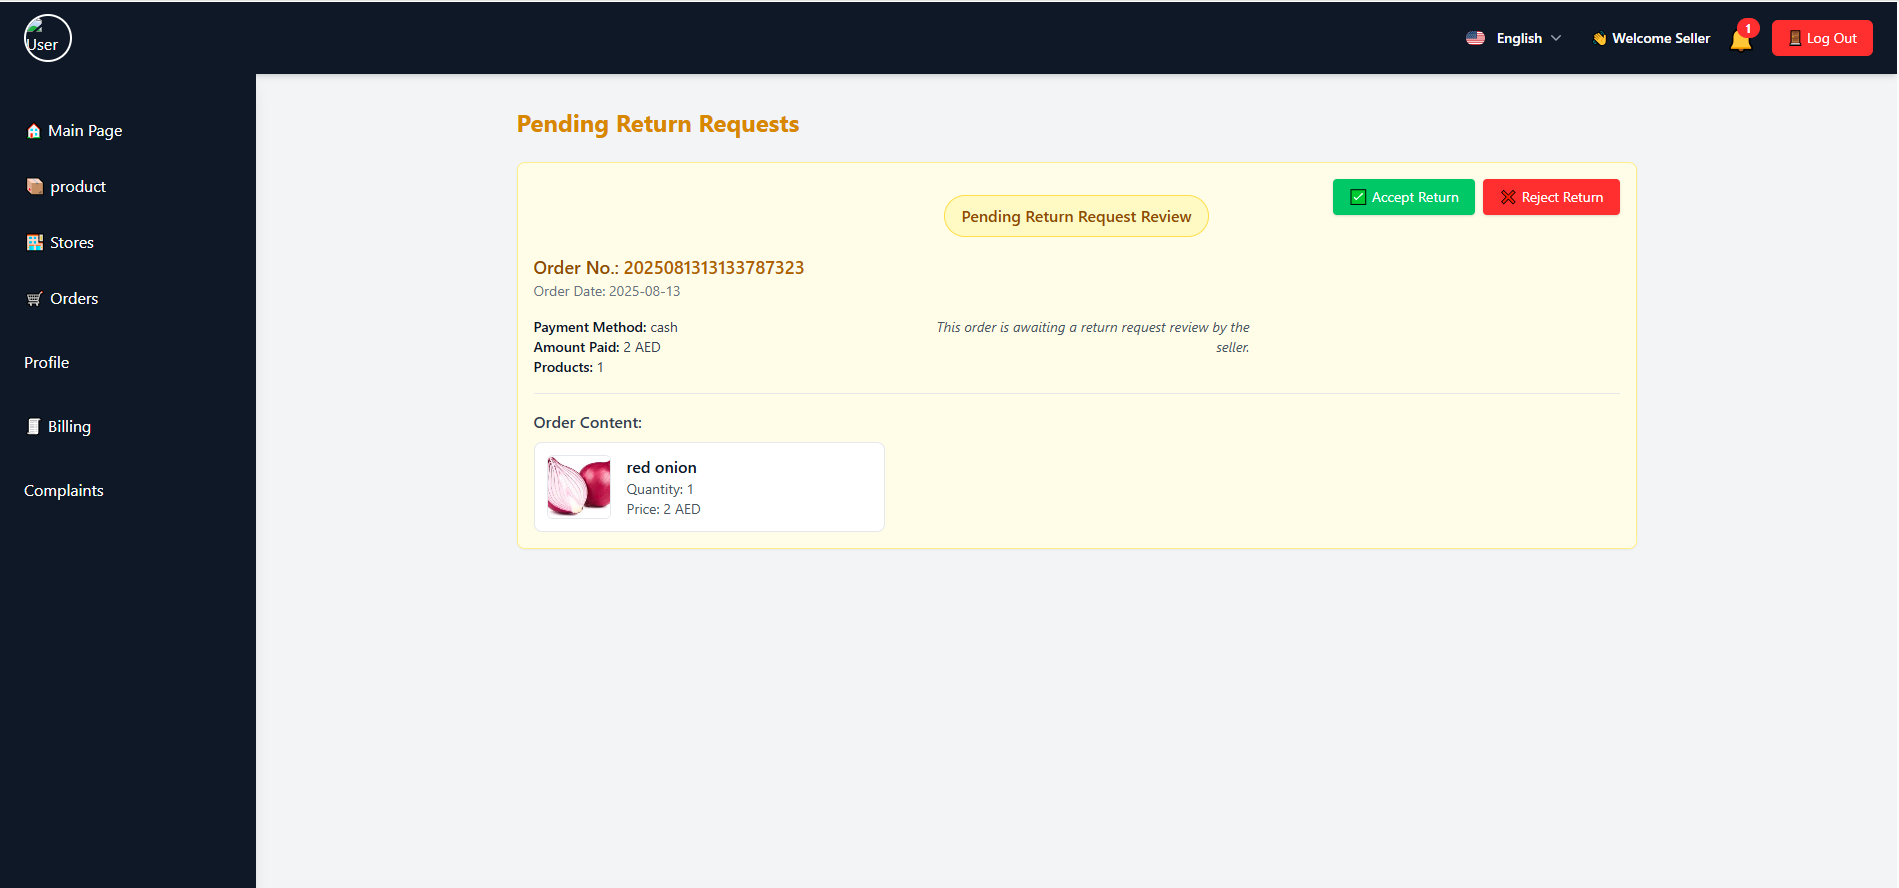 User
English
Welcome Seller
1
Log Out
Main Page
product
Stores
Orders
Profile
Billing
Complaints
Pending Return Requests
Accept Return
Reject Return
Pending Return Request Review
Order No.: 2025081313133787323
Order Date: 2025-08-13
Payment Method: cash
Amount Paid: 2 AED
Products: 1
This order is awaiting a return request review by the
seller.
Order Content:
red onion
Quantity: 1
Price: 2 AED